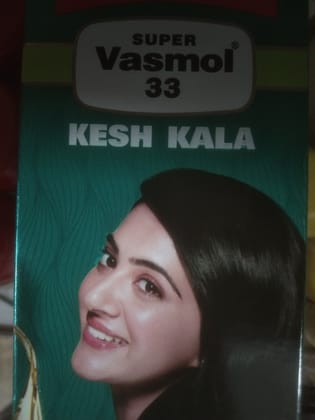 SUPER
Vasmol®
33
KESH KALA